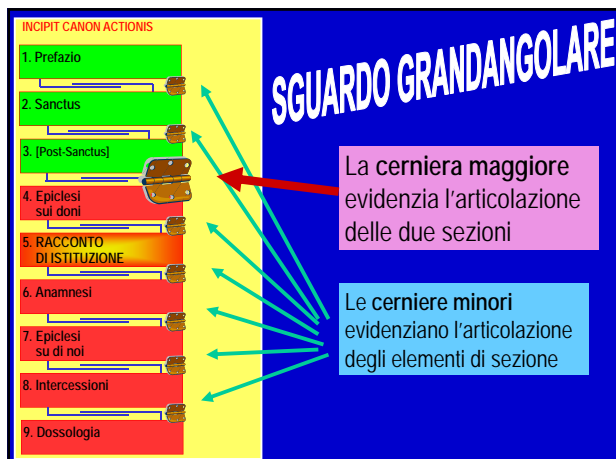 INCIPIT CANON ACTIONIS
1. Prefazio
2. Sanctus
3. [Post-Sanctus]
4. Epiclesi
sui doni
5. RACCONTO
DI ISTITUZIONE
6. Anamnesi
7. Epiclesi
su di noi
8. Intercessioni
9. Dossologia
SGUARDO GRANDANGOLARE
La cerniera maggiore
evidenzia l'articolazione
delle due sezioni
Le cerniere minori
evidenziano l'articolazione
degli elementi di sezione